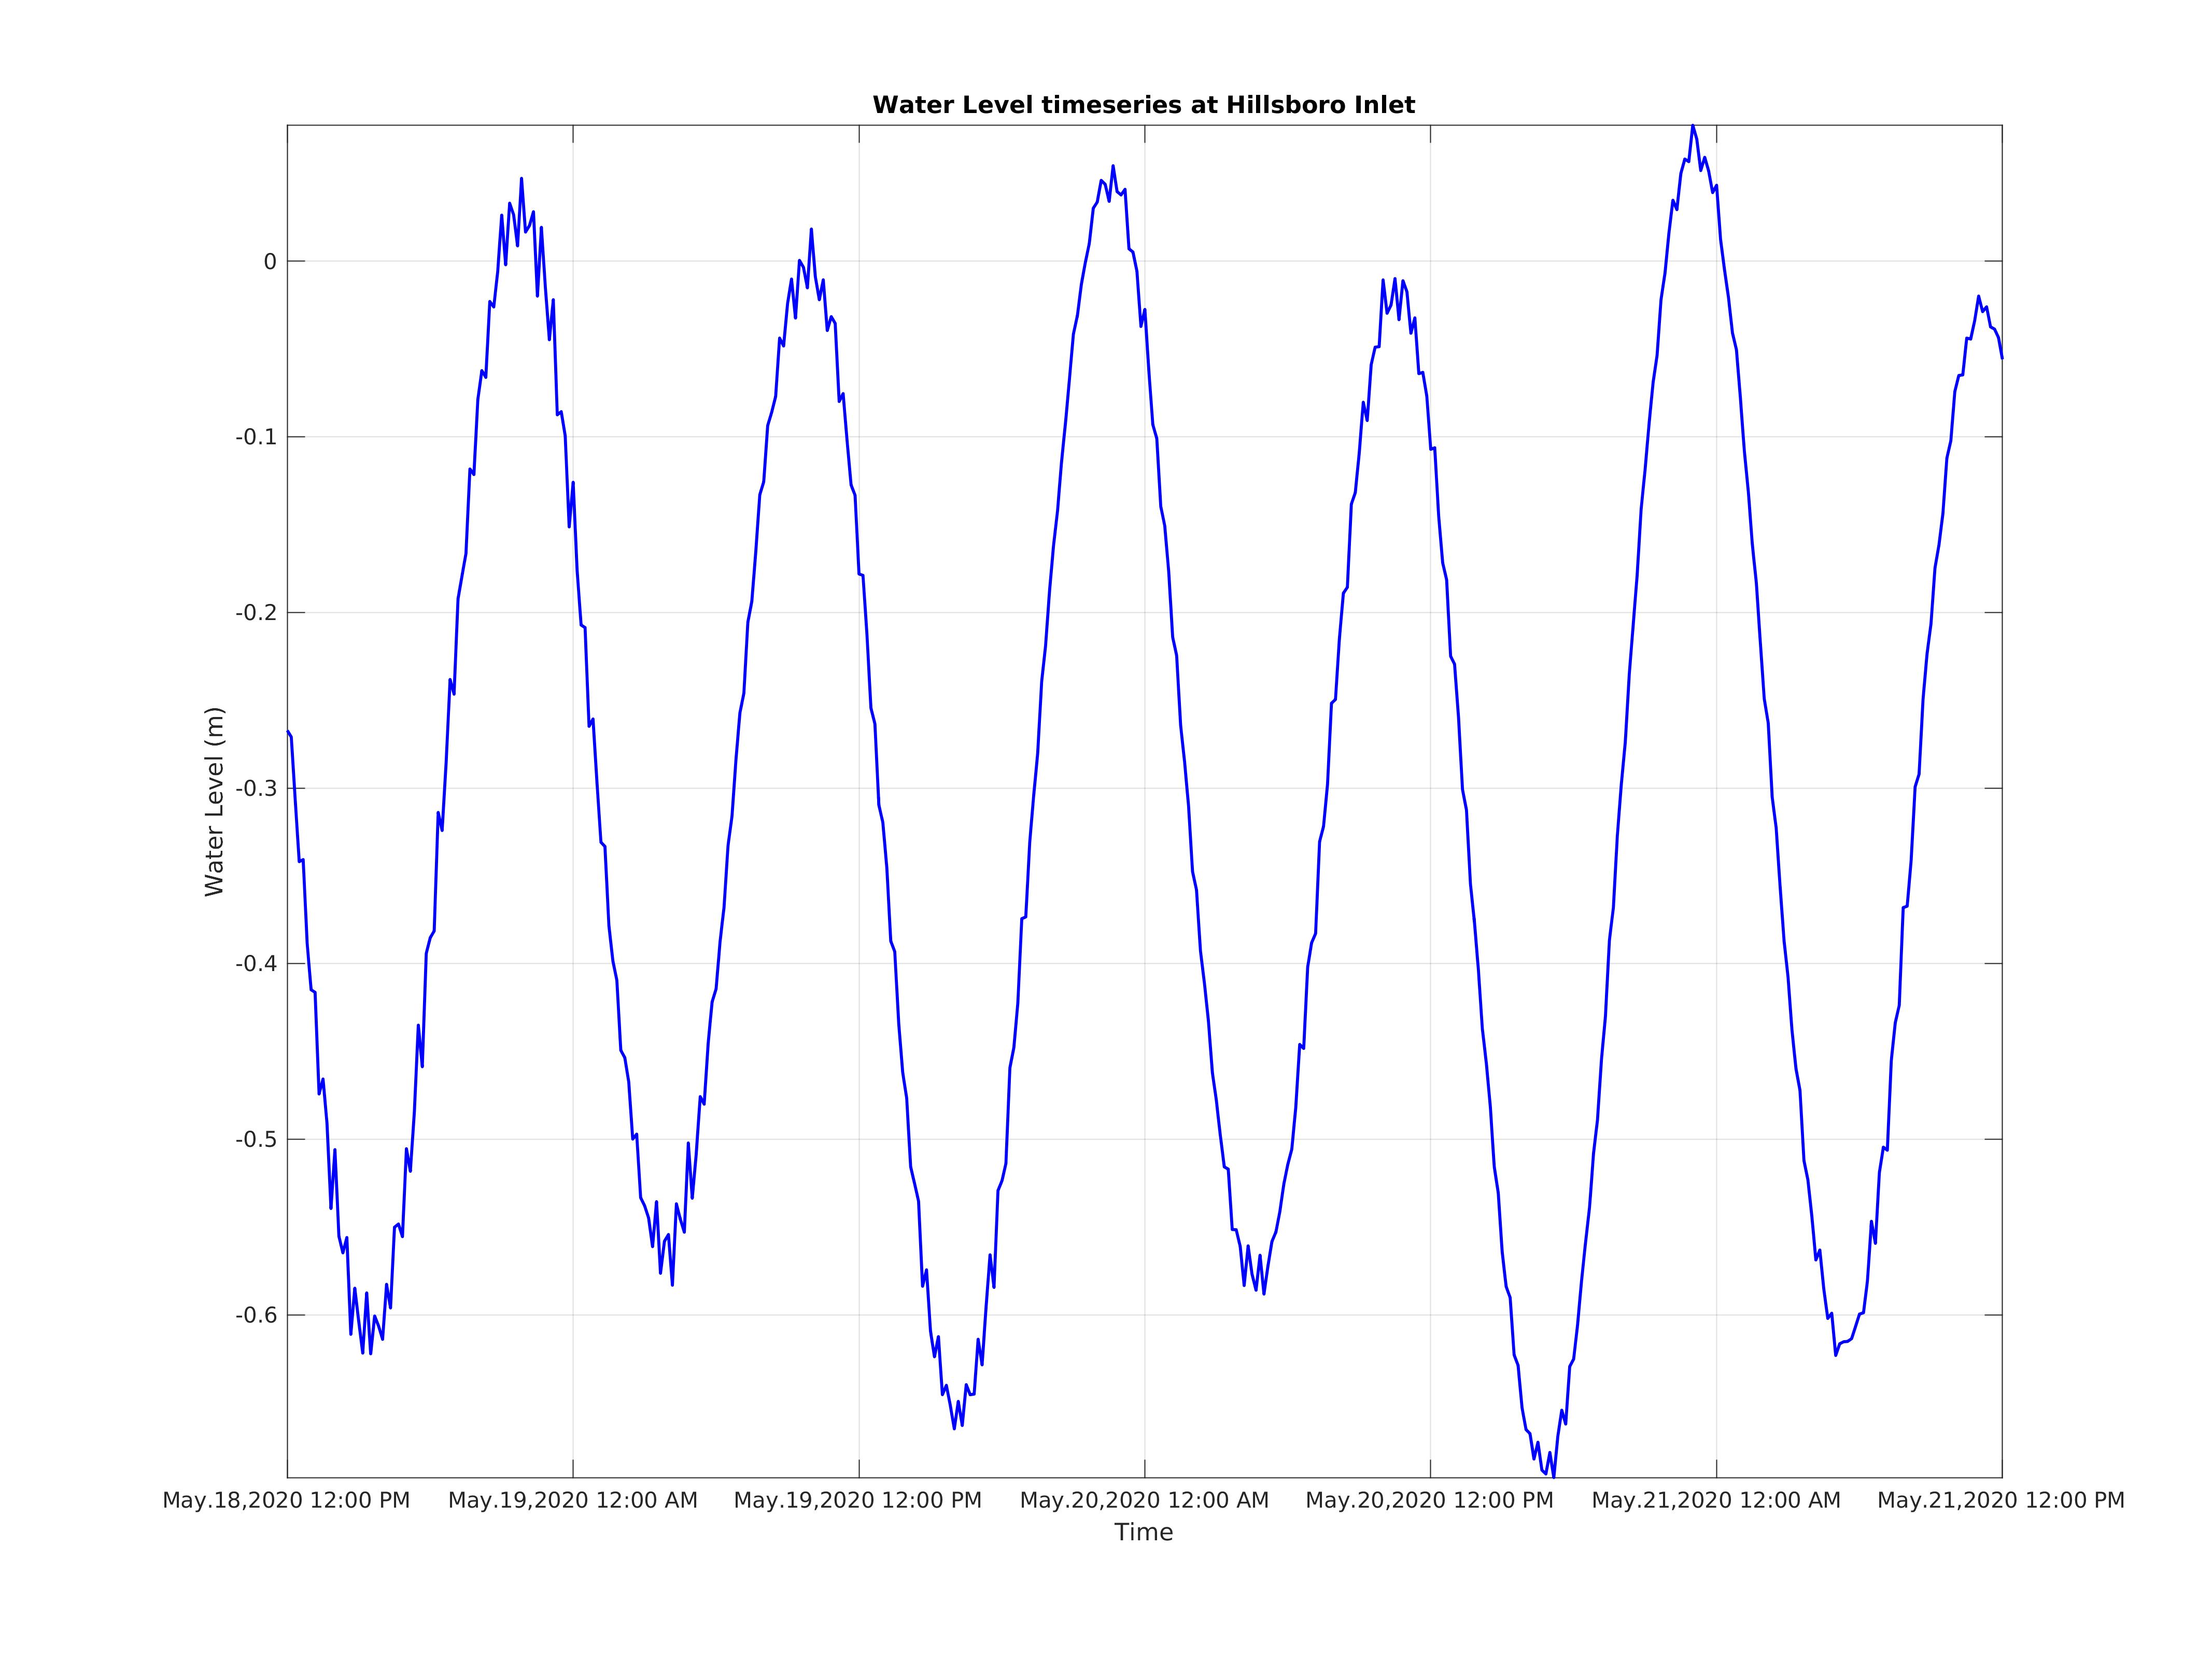 Water Level timeseries at Hillsboro Inlet
0
-0.1
-0.2
-0.3
-0.4
-0.5
-0.6
Water Level (m)
May.18,2020 12:00 PM May.19,2020 12:00 AM May.19,2020 12:00 PM May.20,2020 12:00 AM May.20,2020 12:00 PM May.21,2020 12:00 AM May.21,2020 12:00 PM
Time